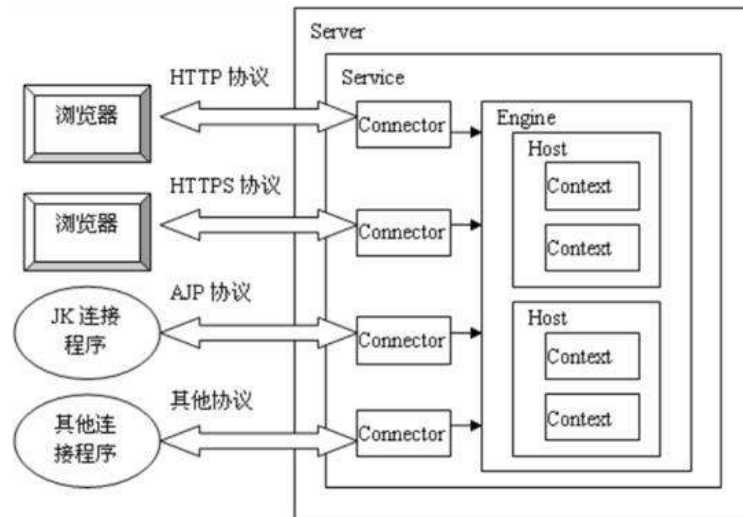 Server
HTTP 协议
Service
浏览器
Connector
Engine
Host
Context
HTTPS 协议
浏览器
Connector
Context
AJP 协议
JK 连接
程序
Connector
Host
Context
其他协议
其他连
接程序
Connector
Context